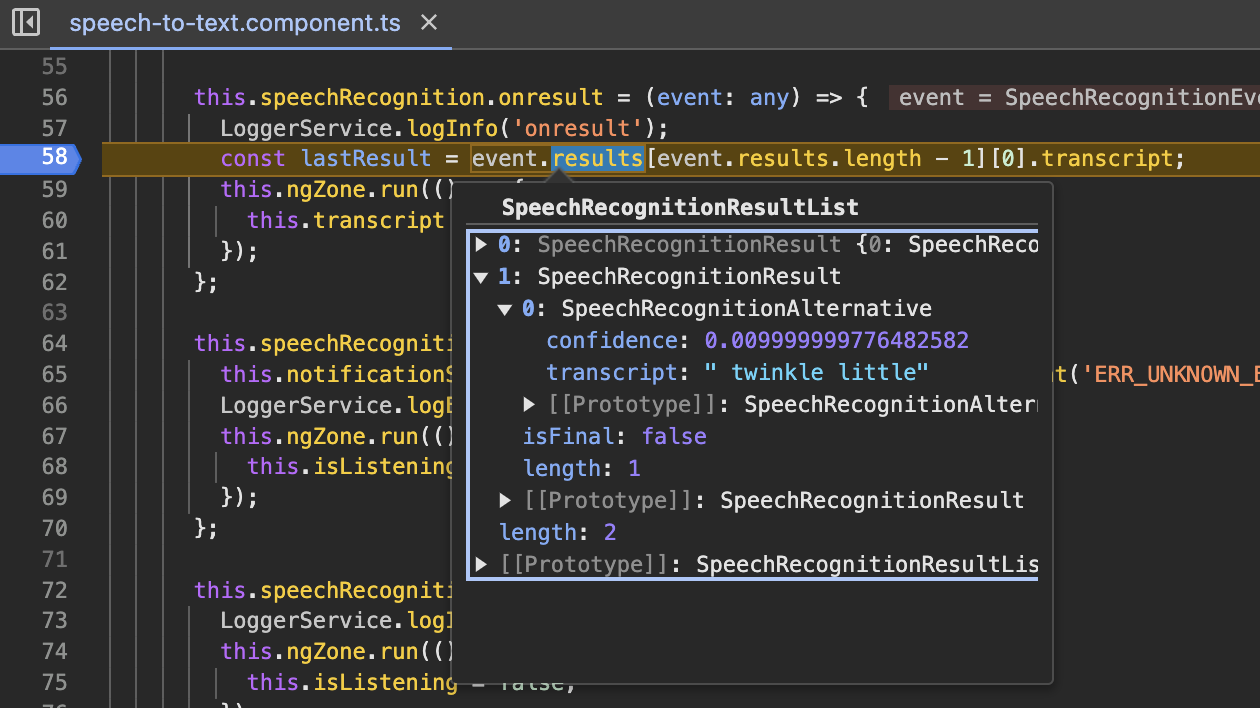 speech-to-text.component.ts ×
55
56 this.speechRecognition.onresult = (event: any) => { event = SpeechRecognitionEve
57 LoggerService.logInfo('onresult');
58 const lastResult = event.results[event.results.length - 1][0].transcript;
59 this.ngZone.run(()
60 this.transcript
61 });
62 };
63
64 this.speechRecogniti
65 this.notificationS t('ERR_UNKNOWN_E
66 LoggerService.logE
67 this.ngZone.run(()
68 this.isListening
69 });
70 };
71
72 this.speechRecogniti
73 LoggerService.logI
74 this.ngZone.run(()
75 this.isListening = false;
76 });
SpeechRecognitionResultList
▶ 0: SpeechRecognitionResult {0: SpeechReco
▼ 1: SpeechRecognitionResult
▼ 0: SpeechRecognitionAlternative
confidence: 0.009999999776482582
transcript: " twinkle little"
▶ [[Prototype]]: SpeechRecognitionAltern
isFinal: false
length: 1
▶ [[Prototype]]: SpeechRecognitionResult
length: 2
▶ [[Prototype]]: SpeechRecognitionResultLis